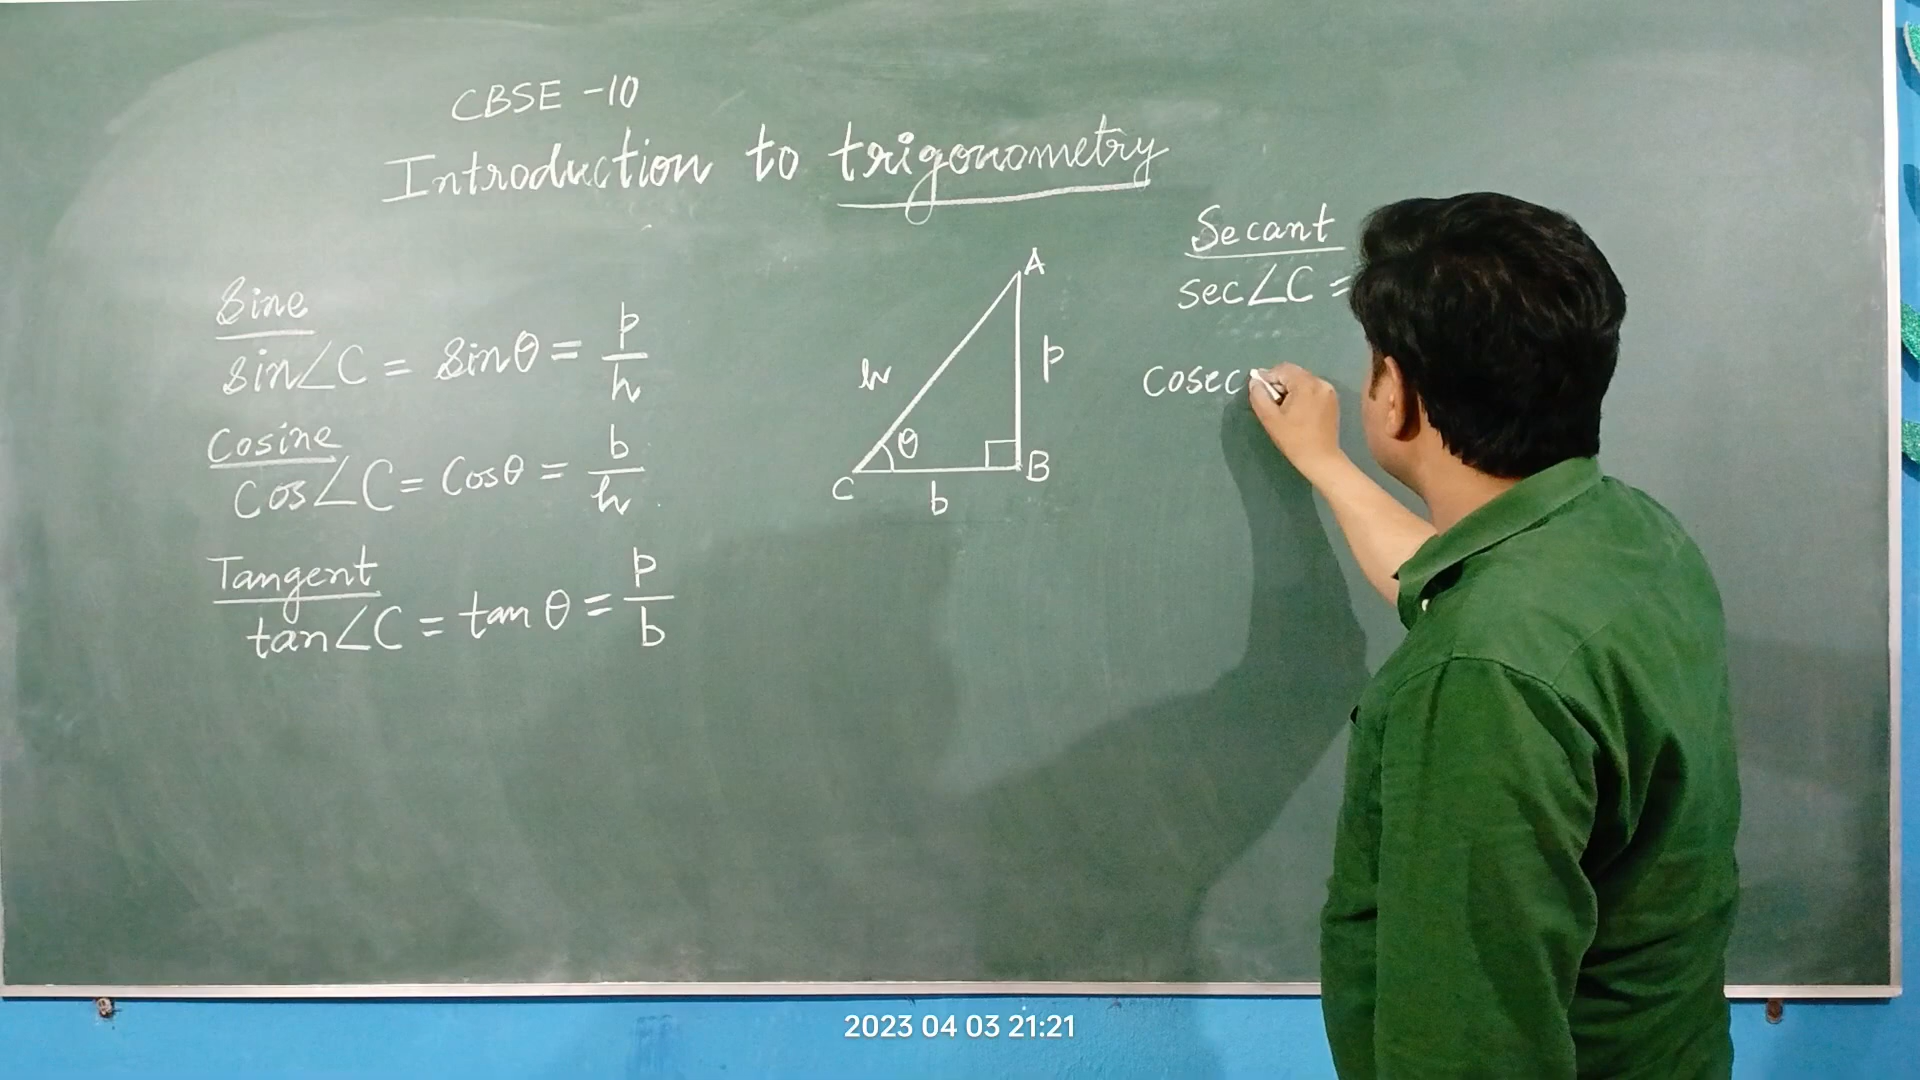 CBSE -10
Introduction to trigonometry
Sine
sin∠C = sinθ = p/h
Cosine
Cos∠C = Cosθ = b/h
Tangent
tan∠C = tan θ = p/b
A
h
p
θ
C
b
B
Secant
sec∠C =
cosec
2023 04 03 21:21